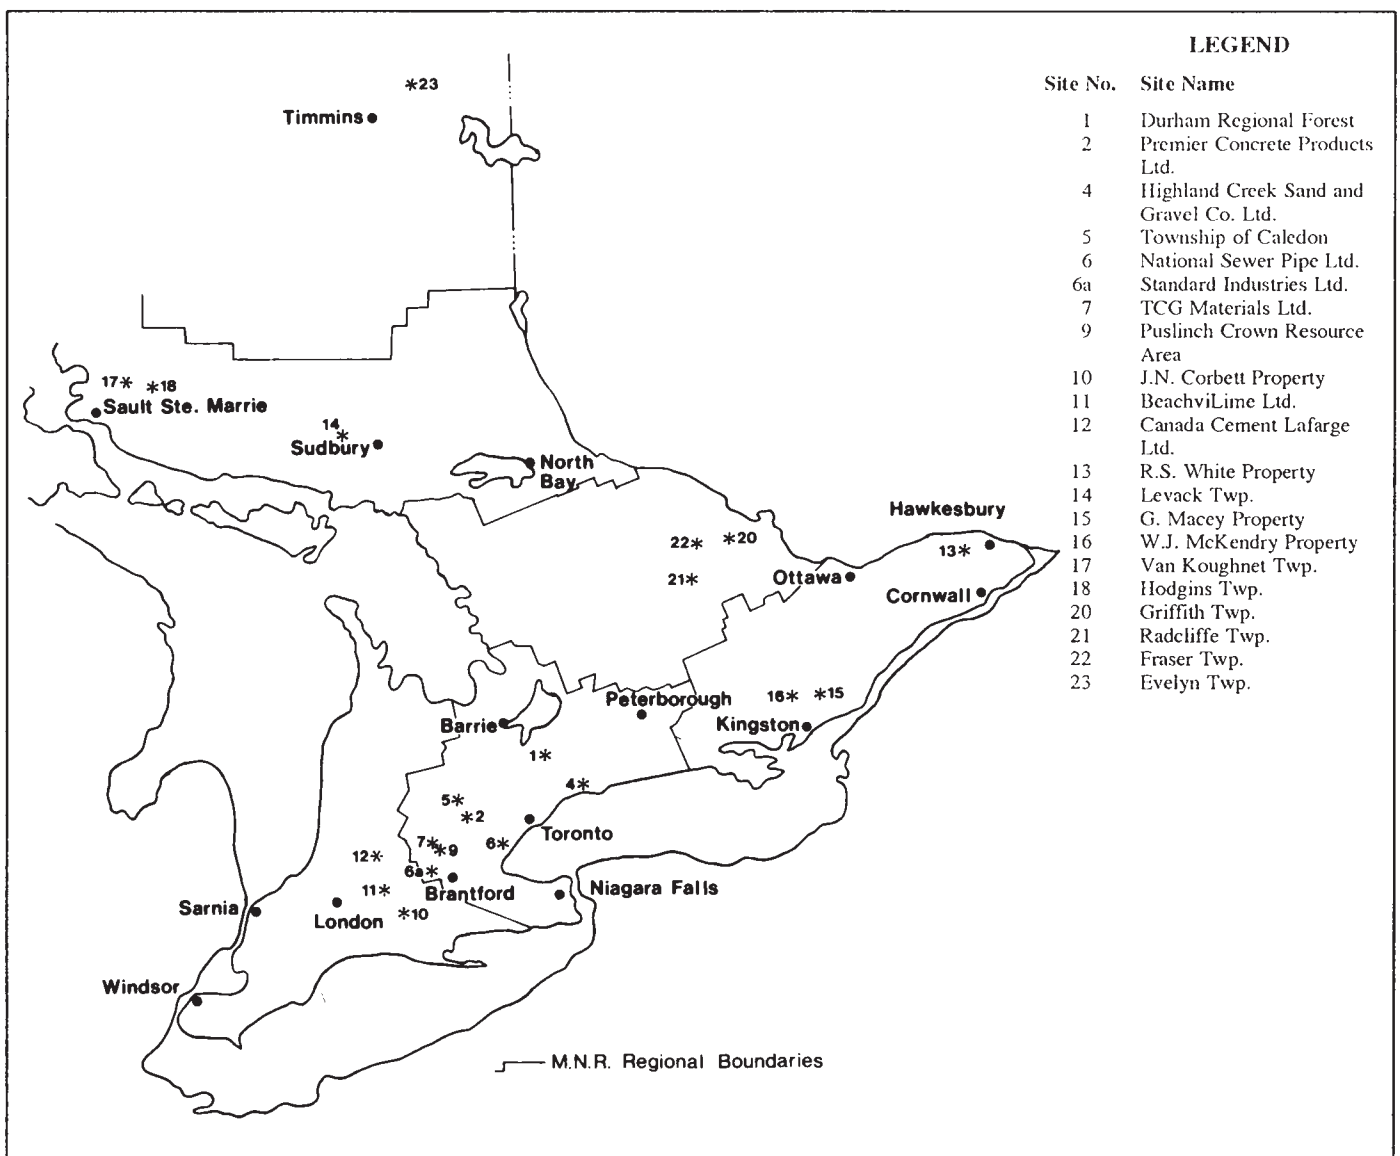 LEGEND
Site No. Site Name
1 Durham Regional Forest
2 Premier Concrete Products
Ltd.
4 Highland Creek Sand and
Gravel Co. Ltd.
5 Township of Caledon
6 National Sewer Pipe Ltd.
6a Standard Industries Ltd.
7 TCG Materials Ltd.
9 Puslinch Crown Resource
Area
10 J.N. Corbett Property
11 BeachviLime Ltd.
12 Canada Cement Lafarge
Ltd.
13 R.S. White Property
14 Levack Twp.
15 G. Macey Property
16 W.J. McKendry Property
17 Van Koughnet Twp.
18 Hodgins Twp.
20 Griffith Twp.
21 Radcliffe Twp.
22 Fraser Twp.
23 Evelyn Twp.
*23
Timmins
17* *18
Sault Ste. Marrie
14
*
Sudbury
North
Bay
Hawkesbury
22* *20
13*
21*
Ottawa
Cornwall
16* *15
Peterborough
Barrie
Kingston
1*
4*
5*
*2
Toronto
7*
*9
6*
12*
6a*
11*
Brantford
Niagara Falls
*10
Sarnia
London
Windsor
M.N.R. Regional Boundaries